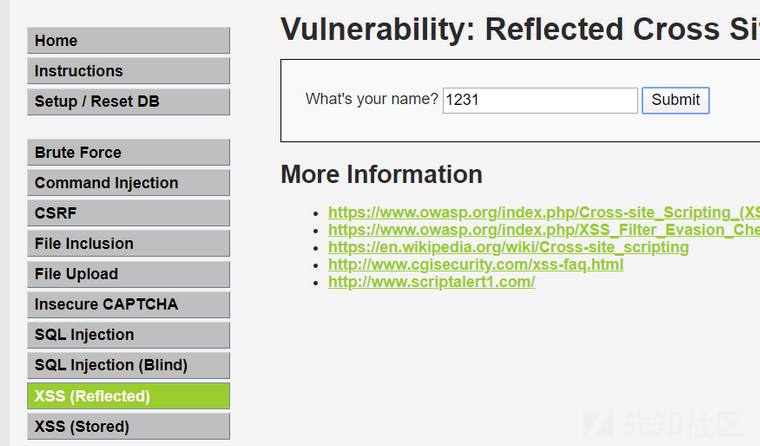 Home
Instructions
Setup / Reset DB
Brute Force
Command Injection
CSRF
File Inclusion
File Upload
Insecure CAPTCHA
SQL Injection
SQL Injection (Blind)
XSS (Reflected)
XSS (Stored)
Vulnerability: Reflected Cross Si
What's your name? 1231 Submit
More Information
https://www.owasp.org/index.php/Cross-site_Scripting_(XS
https://www.owasp.org/index.php/XSS_Filter_Evasion_Che
https://en.wikipedia.org/wiki/Cross-site_scripting
http://www.cgisecurity.com/xss-faq.html
http://www.scriptalert1.com/
先知社区